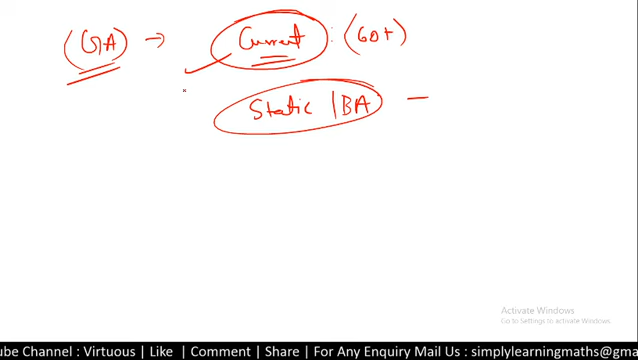 (GA) → Current : (60+)
Static | BA –
Activate Windows
Go to Settings to activate Windows.
ube Channel : Virtuous | Like | Comment | Share | For Any Enquiry Mail Us : simplylearningmaths@gma